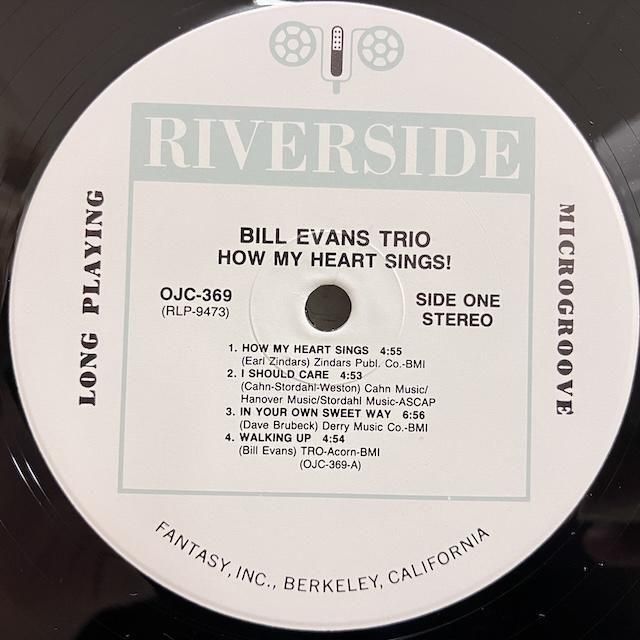 RIVERSIDE
LONG PLAYING
MICROGROOVE
BILL EVANS TRIO
HOW MY HEART SINGS!
OJC-369
(RLP-9473)
SIDE ONE
STEREO
1. HOW MY HEART SINGS 4:55
(Earl Zindars) Zindars Publ. Co.-BMI
2. I SHOULD CARE 4:53
(Cahn-Stordahl-Weston) Cahn Music/
Hanover Music/Stordahl Music-ASCAP
3. IN YOUR OWN SWEET WAY 6:56
(Dave Brubeck) Derry Music Co.-BMI
4. WALKING UP 4:54
(Bill Evans) TRO-Acorn-BMI
(OJC-369-A)
FANTASY, INC., BERKELEY, CALIFORNIA